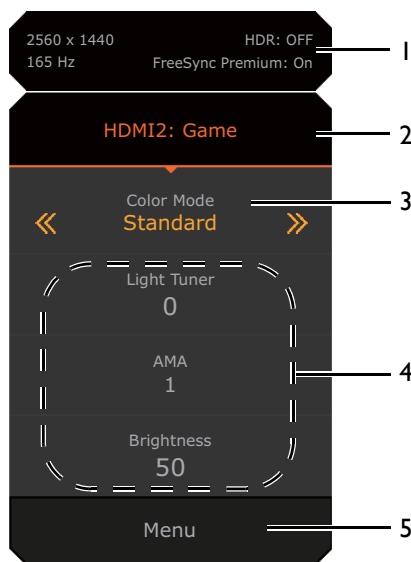 2560 x 1440 HDR: OFF
165 Hz FreeSync Premium: On
1
HDMI2: Game
2
Color Mode
Standard
3
Light Tuner
0
AMA
1
4
Brightness
50
Menu
5